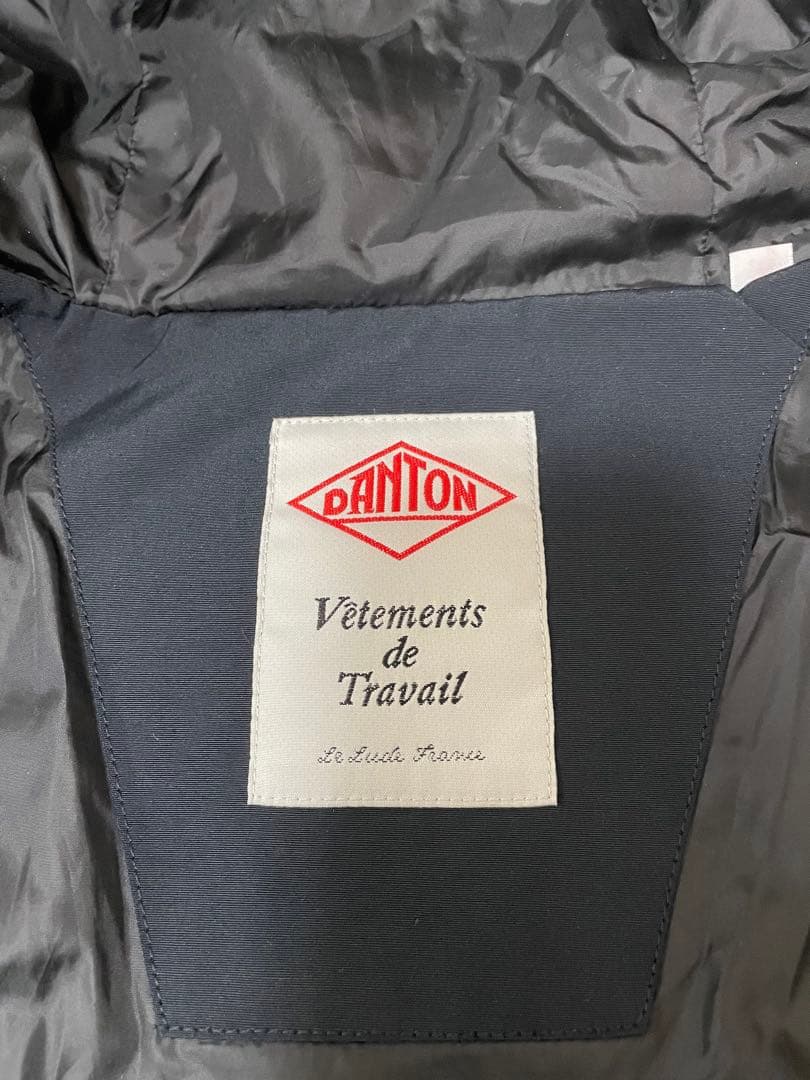 DANTON
Vêtements
de
Travail
Le Lude France